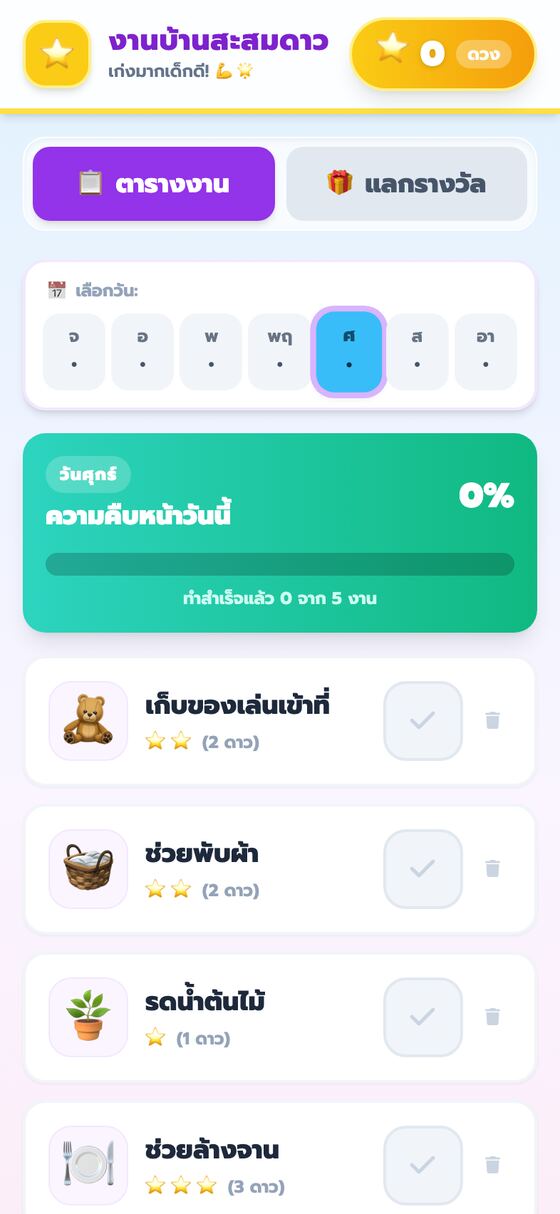 งานบ้านสะสมดาว
เก่งมากเด็กดี! 💪🌟
0 ดวง
ตารางงาน
แลกรางวัล
เลือกวัน:
จ อ พ พฤ ศ ส อา
วันศุกร์
ความคืบหน้าวันนี้
0%
ทำสำเร็จแล้ว 0 จาก 5 งาน
เก็บของเล่นเข้าที่
(2 ดาว)
ช่วยพับผ้า
(2 ดาว)
รดน้ำต้นไม้
(1 ดาว)
ช่วยล้างจาน
(3 ดาว)